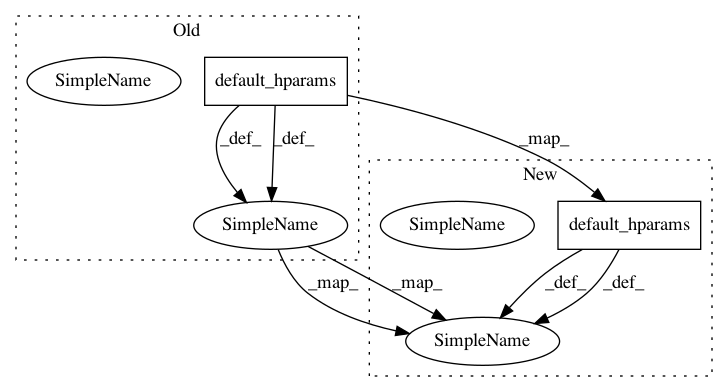 Old
SimpleName
default_hparams
_def_
_def_
_map_
New
SimpleName
SimpleName
default_hparams
_map_
_map_
_def_
_def_
SimpleName